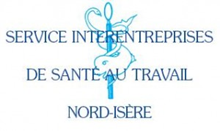 SERVICE INTERENTREPRISES
DE SANTÉ AU TRAVAIL
NORD-ISÈRE